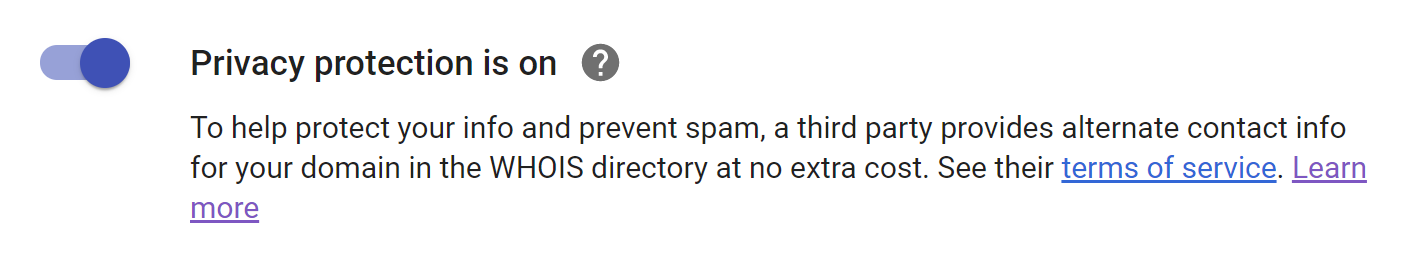 Privacy protection is on ?
To help protect your info and prevent spam, a third party provides alternate contact info
for your domain in the WHOIS directory at no extra cost. See their terms of service. Learn
more